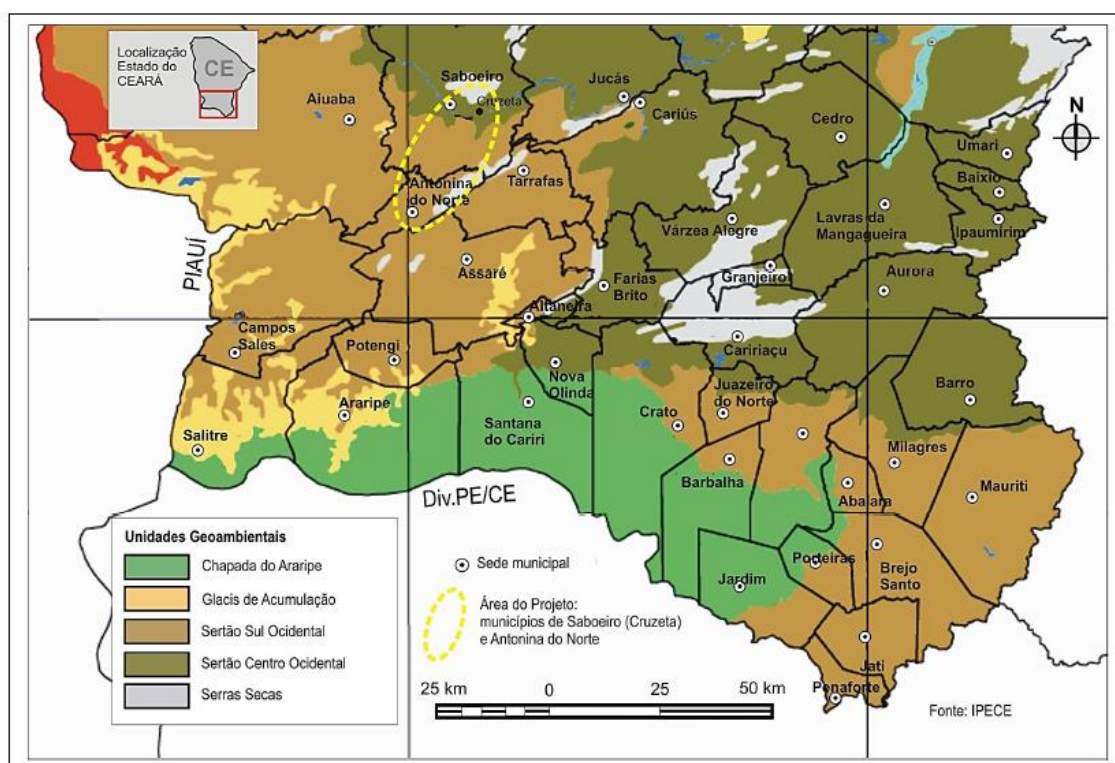 Localização
Estado do
CEARÁ
CE
Saboeiro
Cruzeta
Jucás
Aiuaba
Cariús
Cedro
N
Umari
Baixio
Antonina
do Norte
Tarrafas
Várzea Alegre
Lavras da
Mangagueira
Ipaumirim
PIAUÍ
Assaré
Farias
Brito
Granjeiro
Aurora
Altaneira
Campos
Sales
Potengi
Caririaçu
Nova
Olinda
Juazeiro
do Norte
Barro
Araripe
Santana
do Cariri
Crato
Salitre
Milagres
Barbalha
Abaiara
Mauriti
Div.PE/CE
Unidades Geoambientais
Chapada do Araripe
Glacis de Acumulação
Sertão Sul Ocidental
Sertão Centro Ocidental
Serras Secas
Sede municipal
Área do Projeto:
municípios de Saboeiro (Cruzeta)
e Antonina do Norte
Porteiras
Brejo
Santo
Jardim
Jati
Penaforte
25 km
0
25
50 km
Fonte: IPECE